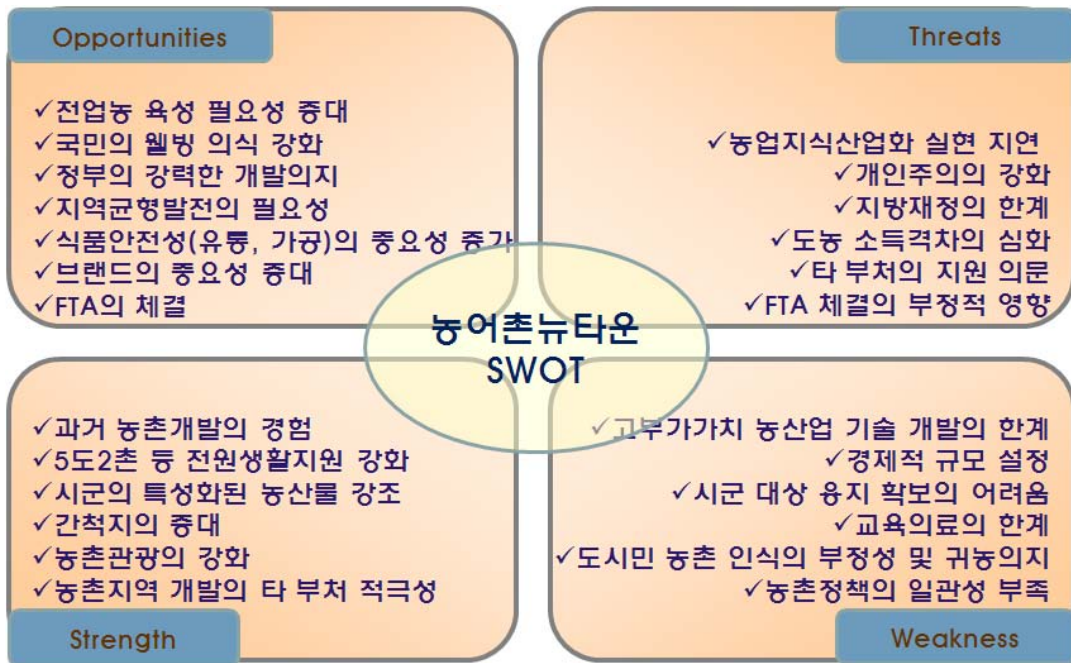 Opportunities
✓전업농 육성 필요성 증대
✓국민의 웰빙 의식 강화
✓정부의 강력한 개발의지
✓지역균형발전의 필요성
✓식품안전성(유통, 가공)의 중요성 증가
✓브랜드의 중요성 증대
✓FTA의 체결
Threats
✓농업지식산업화 실현 지연
✓개인주의의 강화
✓지방재정의 한계
✓도농 소득격차의 심화
✓타 부처의 지원 의문
✓FTA 체결의 부정적 영향
농어촌뉴타운
SWOT
✓과거 농촌개발의 경험
✓5도2촌 등 전원생활지원 강화
✓시군의 특성화된 농산물 강조
✓간척지의 증대
✓농촌관광의 강화
✓농촌지역 개발의 타 부처 적극성
Strength
✓고부가가치 농산업 기술 개발의 한계
✓경제적 규모 설정
✓시군 대상 용지 확보의 어려움
✓교육의료의 한계
✓도시민 농촌 인식의 부정성 및 귀농의지
✓농촌정책의 일관성 부족
Weakness